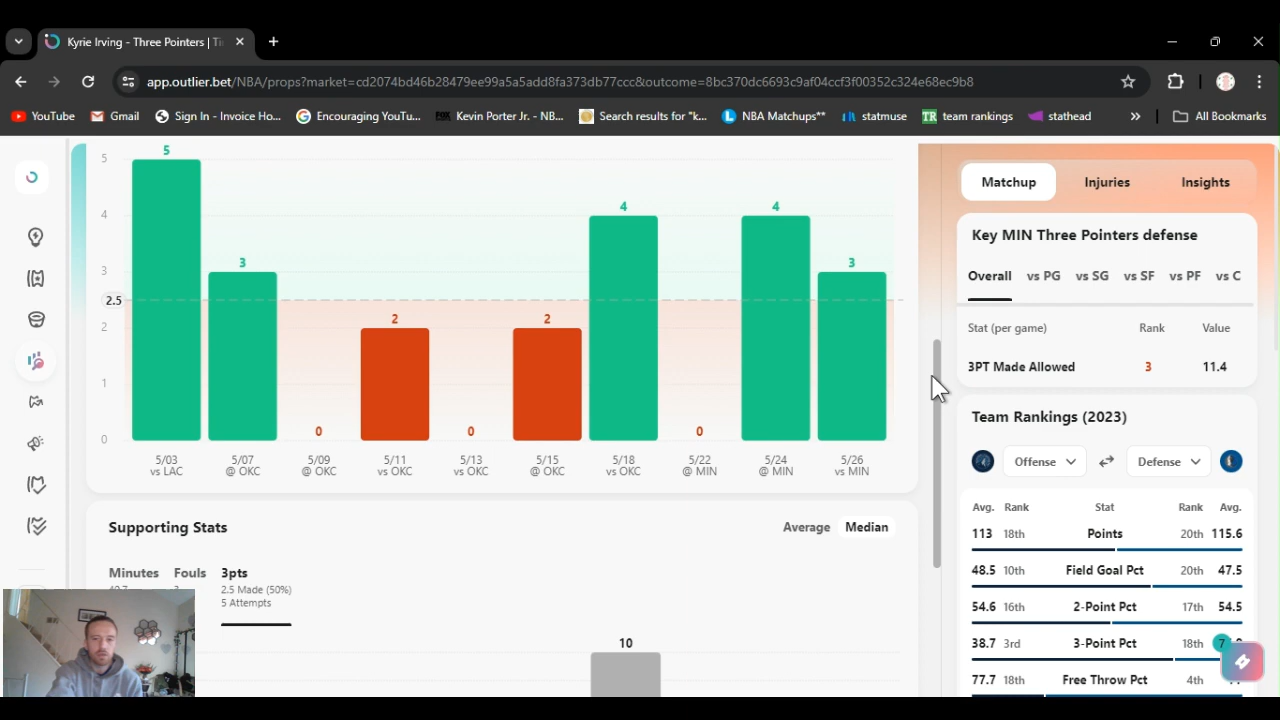 Kyrie Irving - Three Pointers | Ti
app.outlier.bet/NBA/props?market=cd2074bd46b28479ee99a5a5add8fa373db77ccc&outcome=8bc370dc6693c9af04ccf3f00352c324e68ec9b8
YouTube Gmail Sign In - Invoice Ho... Encouraging YouTu... Kevin Porter Jr. - NB... Search results for "k... NBA Matchups** statmuse team rankings stathead » All Bookmarks
5
4
3
2.5
2
1
0
5 3 0 2 0 2 4 0 4 3
5/03 5/07 5/09 5/11 5/13 5/15 5/18 5/22 5/24 5/26
vs LAC @ OKC @ OKC vs OKC vs OKC @ OKC vs OKC @ MIN @ MIN vs MIN
Supporting Stats Average Median
Minutes Fouls 3pts
2.5 Made (50%)
5 Attempts
10
Matchup Injuries Insights
Key MIN Three Pointers defense
Overall vs PG vs SG vs SF vs PF vs C
Stat (per game) Rank Value
3PT Made Allowed 3 11.4
Team Rankings (2023)
Offense Defense
Avg. Rank Stat Rank Avg.
113 18th Points 20th 115.6
48.5 10th Field Goal Pct 20th 47.5
54.6 16th 2-Point Pct 17th 54.5
38.7 3rd 3-Point Pct 18th 7
77.7 18th Free Throw Pct 4th